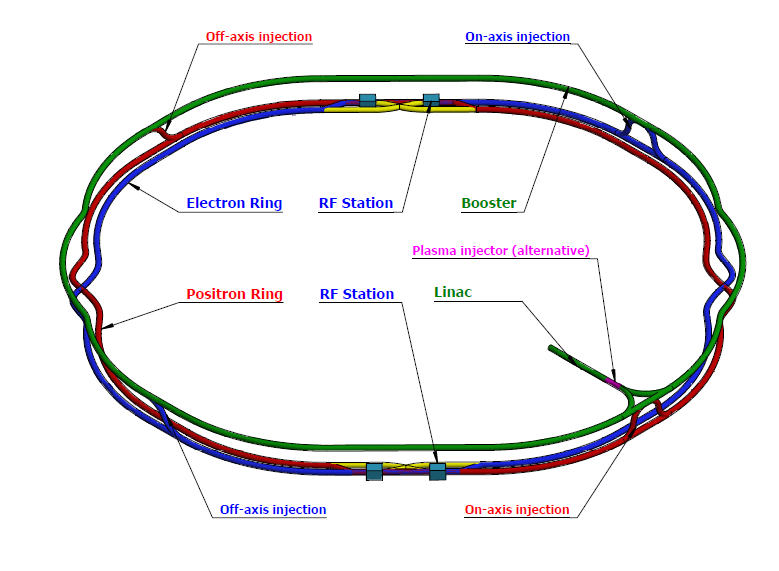 Off-axis injection
On-axis injection
Electron Ring
RF Station
Booster
Plasma injector (alternative)
Positron Ring
RF Station
Linac
Off-axis injection
On-axis injection